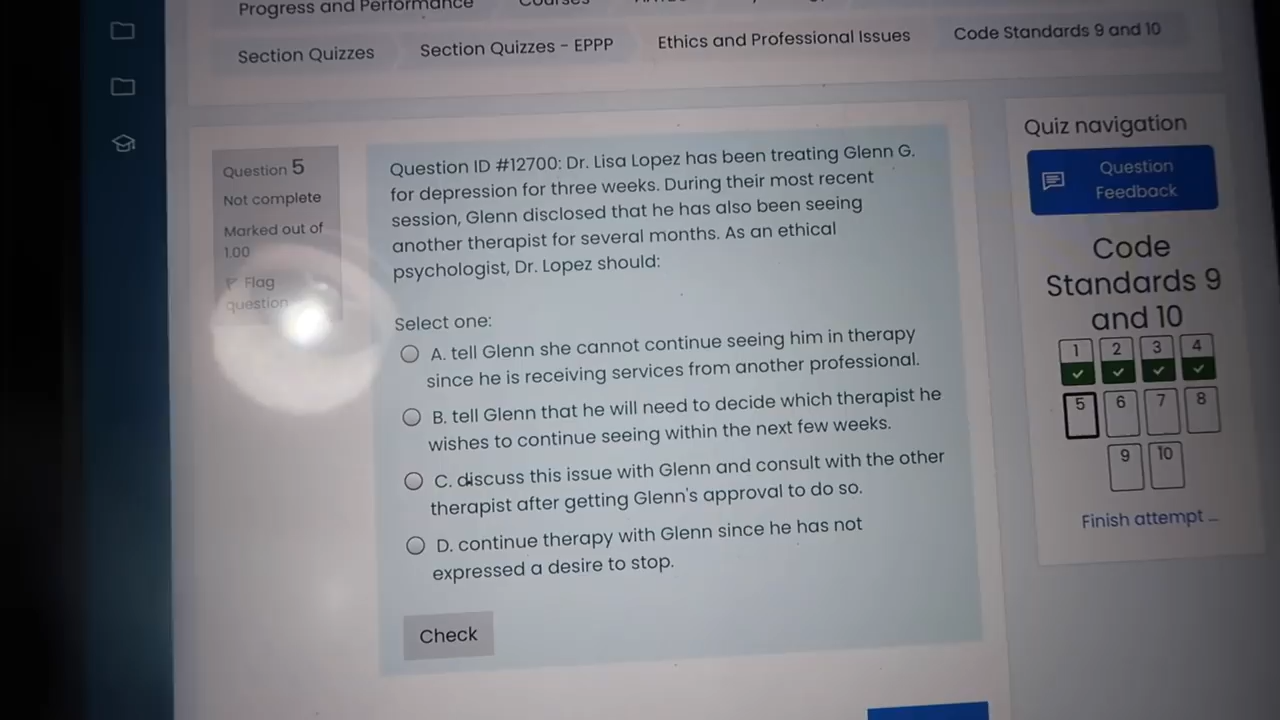 Progress and Performance
Section Quizzes
Section Quizzes - EPPP
Ethics and Professional Issues
Code Standards 9 and 10
Question 5
Not complete
Marked out of
1.00
Flag
question
Question ID #12700: Dr. Lisa Lopez has been treating Glenn G.
for depression for three weeks. During their most recent
session, Glenn disclosed that he has also been seeing
another therapist for several months. As an ethical
psychologist, Dr. Lopez should:
Select one:
A. tell Glenn she cannot continue seeing him in therapy
since he is receiving services from another professional.
B. tell Glenn that he will need to decide which therapist he
wishes to continue seeing within the next few weeks.
C. discuss this issue with Glenn and consult with the other
therapist after getting Glenn's approval to do so.
D. continue therapy with Glenn since he has not
expressed a desire to stop.
Check
Quiz navigation
Question
Feedback
Code
Standards 9
and 10
1 2 3 4
5 6 7 8
9 10
Finish attempt ...